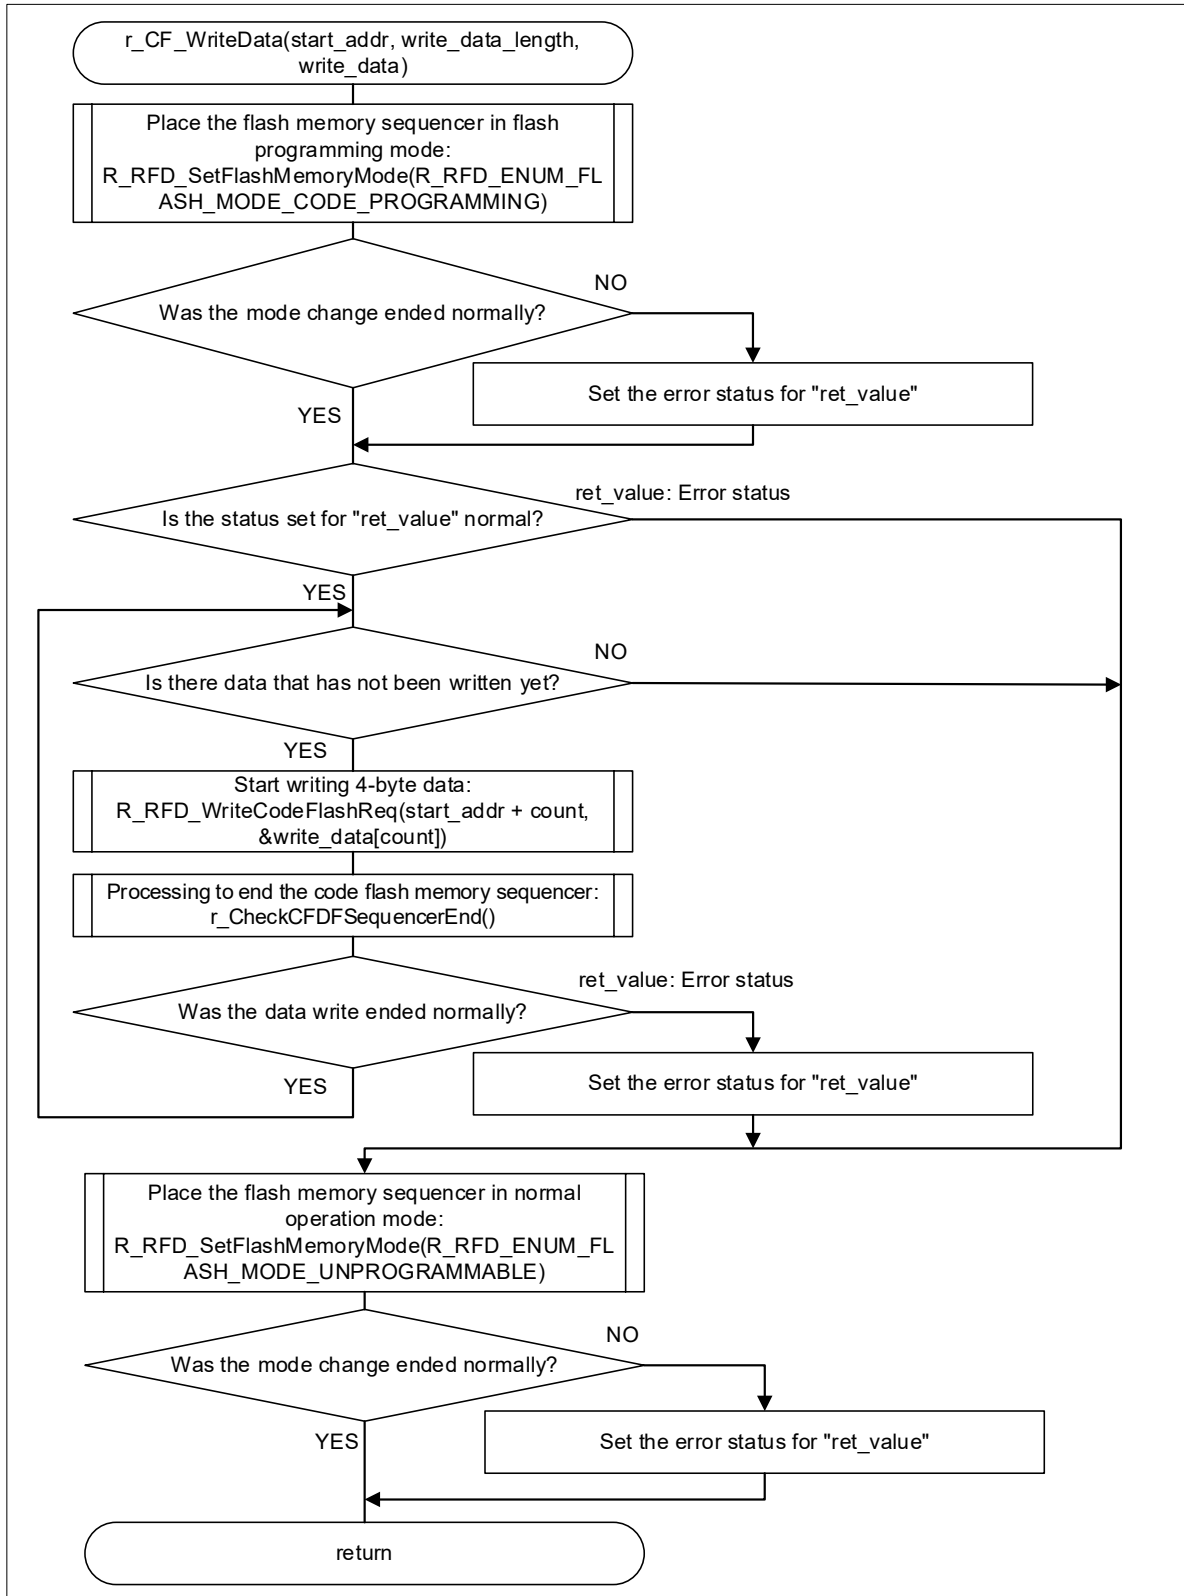 r_CF_WriteData(start_addr, write_data_length,
write_data)
Place the flash memory sequencer in flash
programming mode:
R_RFD_SetFlashMemoryMode(R_RFD_ENUM_FL
ASH_MODE_CODE_PROGRAMMING)
NO
Was the mode change ended normally?
Set the error status for "ret_value"
YES
ret_value: Error status
Is the status set for "ret_value" normal?
YES
NO
Is there data that has not been written yet?
YES
Start writing 4-byte data:
R_RFD_WriteCodeFlashReq(start_addr + count,
&write_data[count])
Processing to end the code flash memory sequencer:
r_CheckCFDFSequencerEnd()
ret_value: Error status
Was the data write ended normally?
Set the error status for "ret_value"
YES
Place the flash memory sequencer in normal
operation mode:
R_RFD_SetFlashMemoryMode(R_RFD_ENUM_FL
ASH_MODE_UNPROGRAMMABLE)
NO
Was the mode change ended normally?
YES
Set the error status for "ret_value"
return